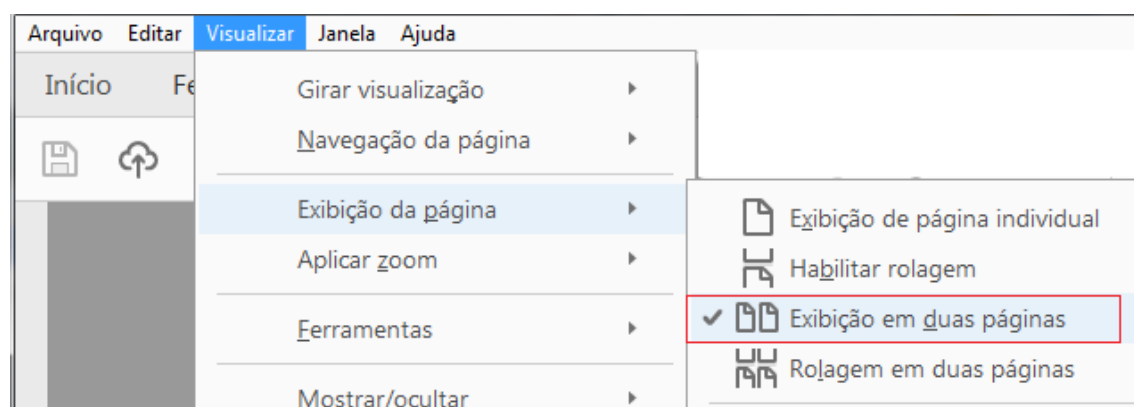 Arquivo Editar Visualizar Janela Ajuda
Início Fe
Girar visualização
Navegação da página
Exibição da página
Aplicar zoom
Ferramentas
Mostrar/ocultar
Exibição de página individual
Habilitar rolagem
Exibição em duas páginas
Rolagem em duas páginas